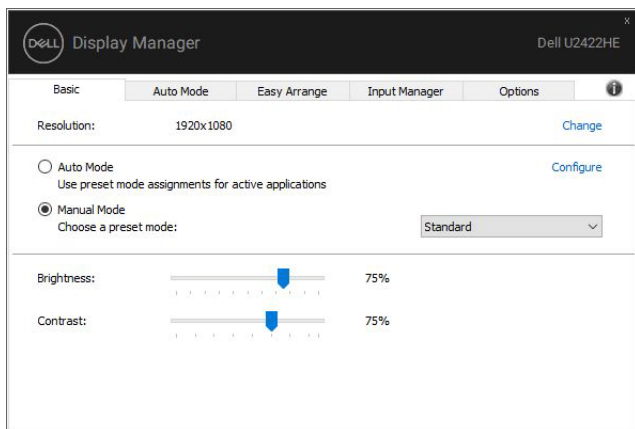 x
DELL Display Manager Dell U2422HE
Basic Auto Mode Easy Arrange Input Manager Options i
Resolution: 1920x1080 Change
Auto Mode Configure
Use preset mode assignments for active applications
Manual Mode
Choose a preset mode: Standard
Brightness: 75%
Contrast: 75%